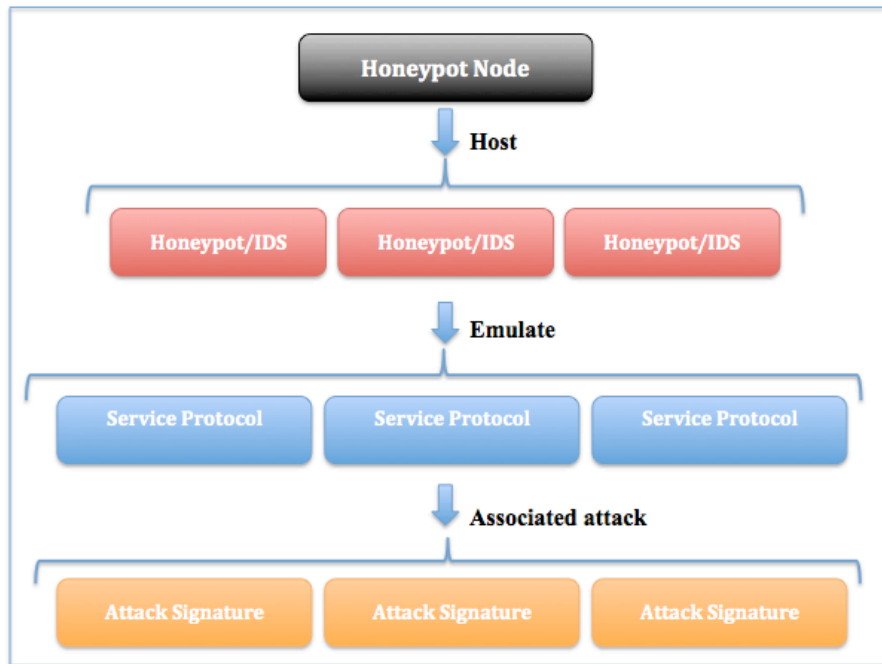 Honeypot Node
Host
Honeypot/IDS Honeypot/IDS Honeypot/IDS
Emulate
Service Protocol Service Protocol Service Protocol
Associated attack
Attack Signature Attack Signature Attack Signature